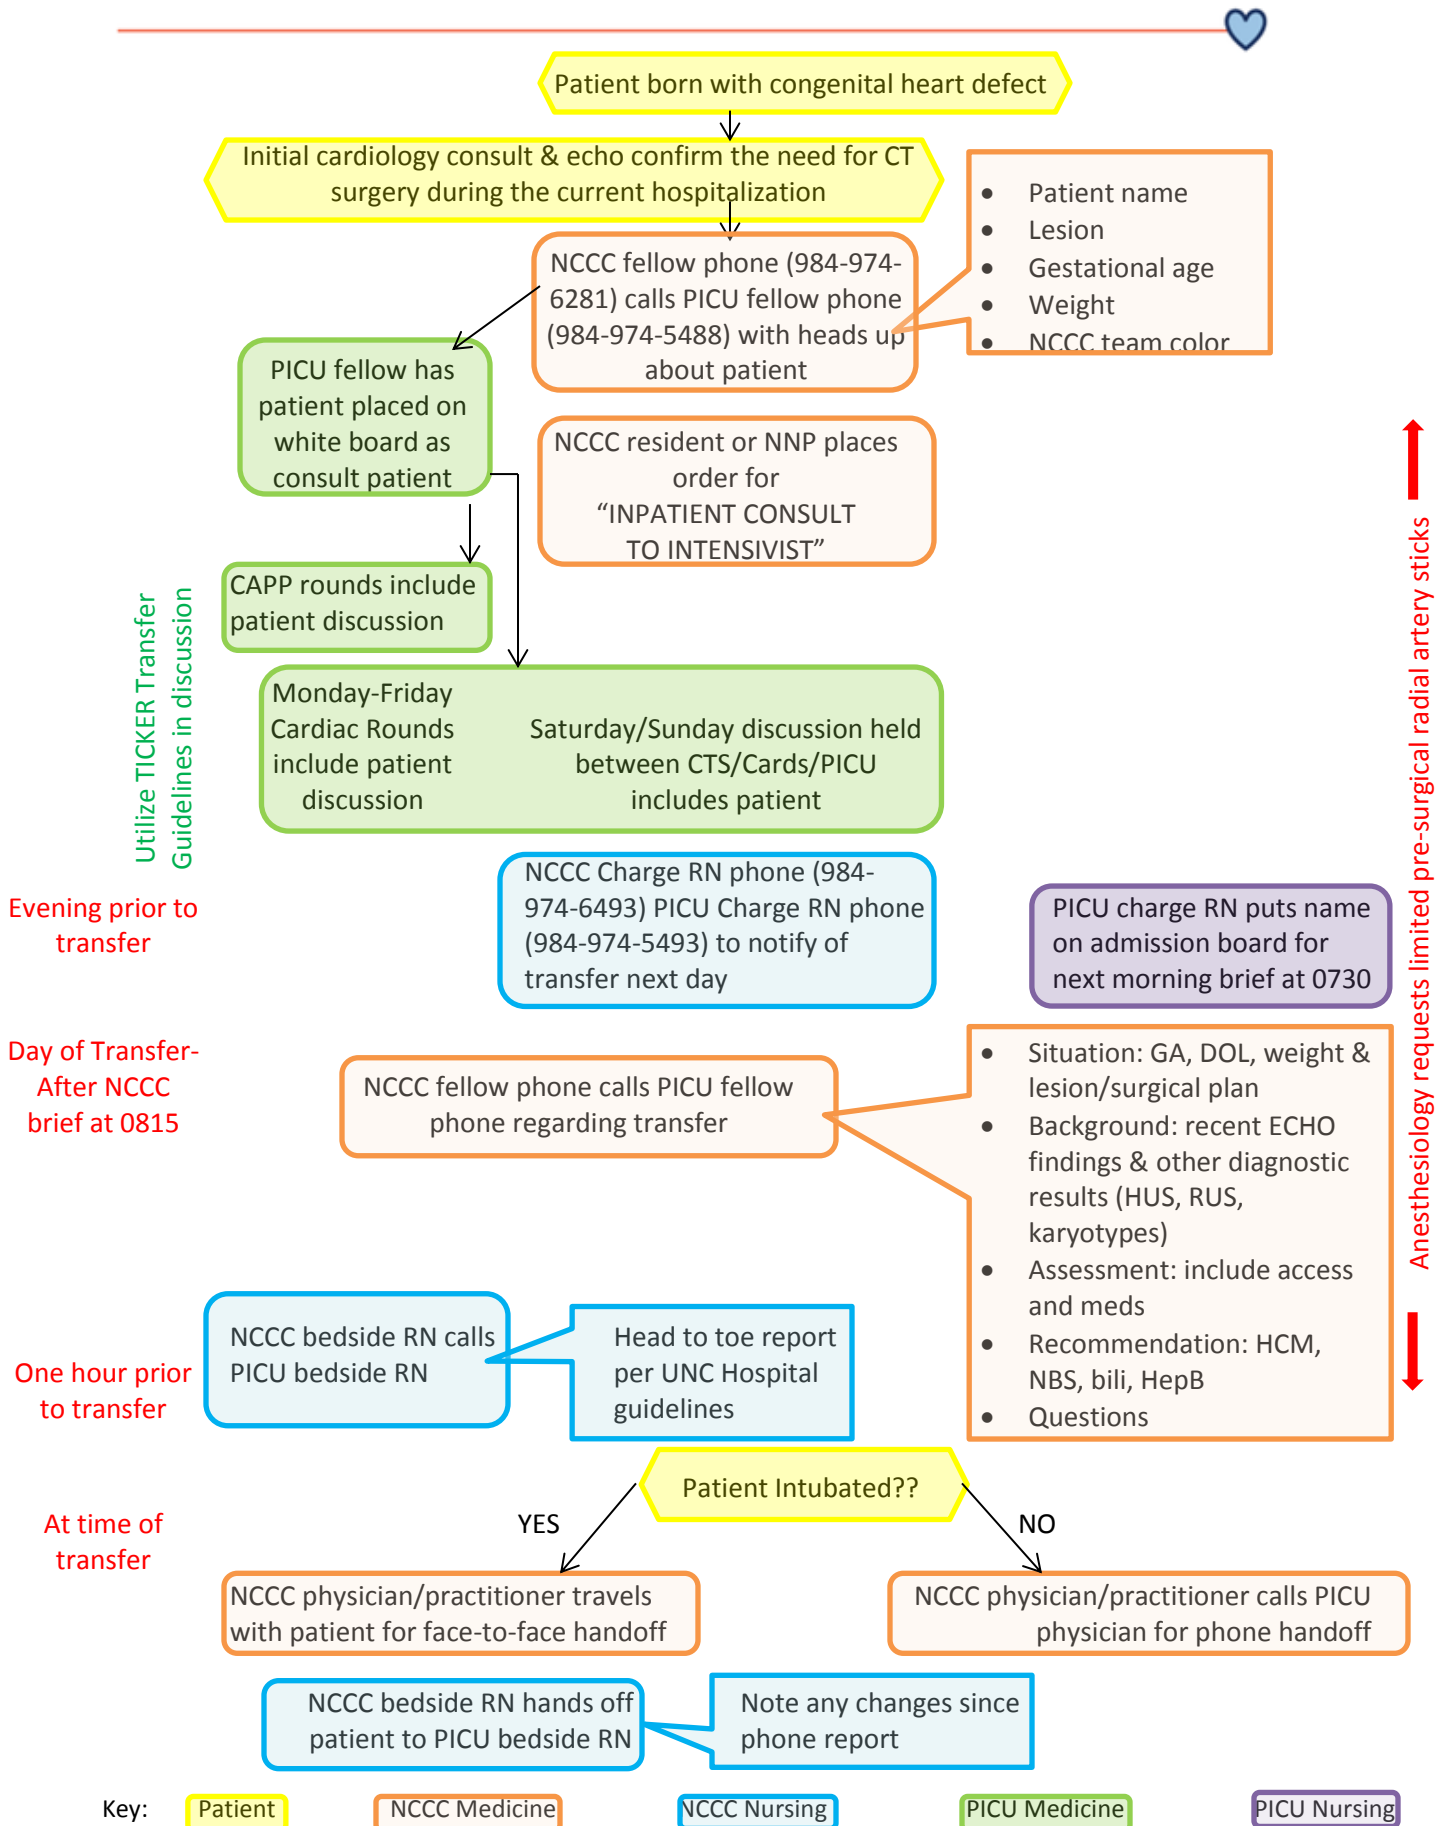 Patient born with congenital heart defect
Initial cardiology consult & echo confirm the need for CT
surgery during the current hospitalization
NCCC fellow phone (984-974-
6281) calls PICU fellow phone
(984-974-5488) with heads up
about patient
• Patient name
• Lesion
• Gestational age
• Weight
• NCCC team color
PICU fellow has
patient placed on
white board as
consult patient
NCCC resident or NNP places
order for
“INPATIENT CONSULT
TO INTENSIVIST”
CAPP rounds include
patient discussion
Utilize TICKER Transfer
Guidelines in discussion
Monday-Friday
Cardiac Rounds
include patient
discussion
Saturday/Sunday discussion held
between CTS/Cards/PICU
includes patient
Anesthesiology requests limited pre-surgical radial artery sticks
Evening prior to
transfer
NCCC Charge RN phone (984-
974-6493) PICU Charge RN phone
(984-974-5493) to notify of
transfer next day
PICU charge RN puts name
on admission board for
next morning brief at 0730
Day of Transfer-
After NCCC
brief at 0815
NCCC fellow phone calls PICU fellow
phone regarding transfer
• Situation: GA, DOL, weight &
lesion/surgical plan
• Background: recent ECHO
findings & other diagnostic
results (HUS, RUS,
karyotypes)
• Assessment: include access
and meds
• Recommendation: HCM,
NBS, bili, HepB
• Questions
One hour prior
to transfer
NCCC bedside RN calls
PICU bedside RN
Head to toe report
per UNC Hospital
guidelines
Patient Intubated??
At time of
transfer
YES
NO
NCCC physician/practitioner travels
with patient for face-to-face handoff
NCCC physician/practitioner calls PICU
physician for phone handoff
NCCC bedside RN hands off
patient to PICU bedside RN
Note any changes since
phone report
Key: Patient NCCC Medicine NCCC Nursing PICU Medicine PICU Nursing